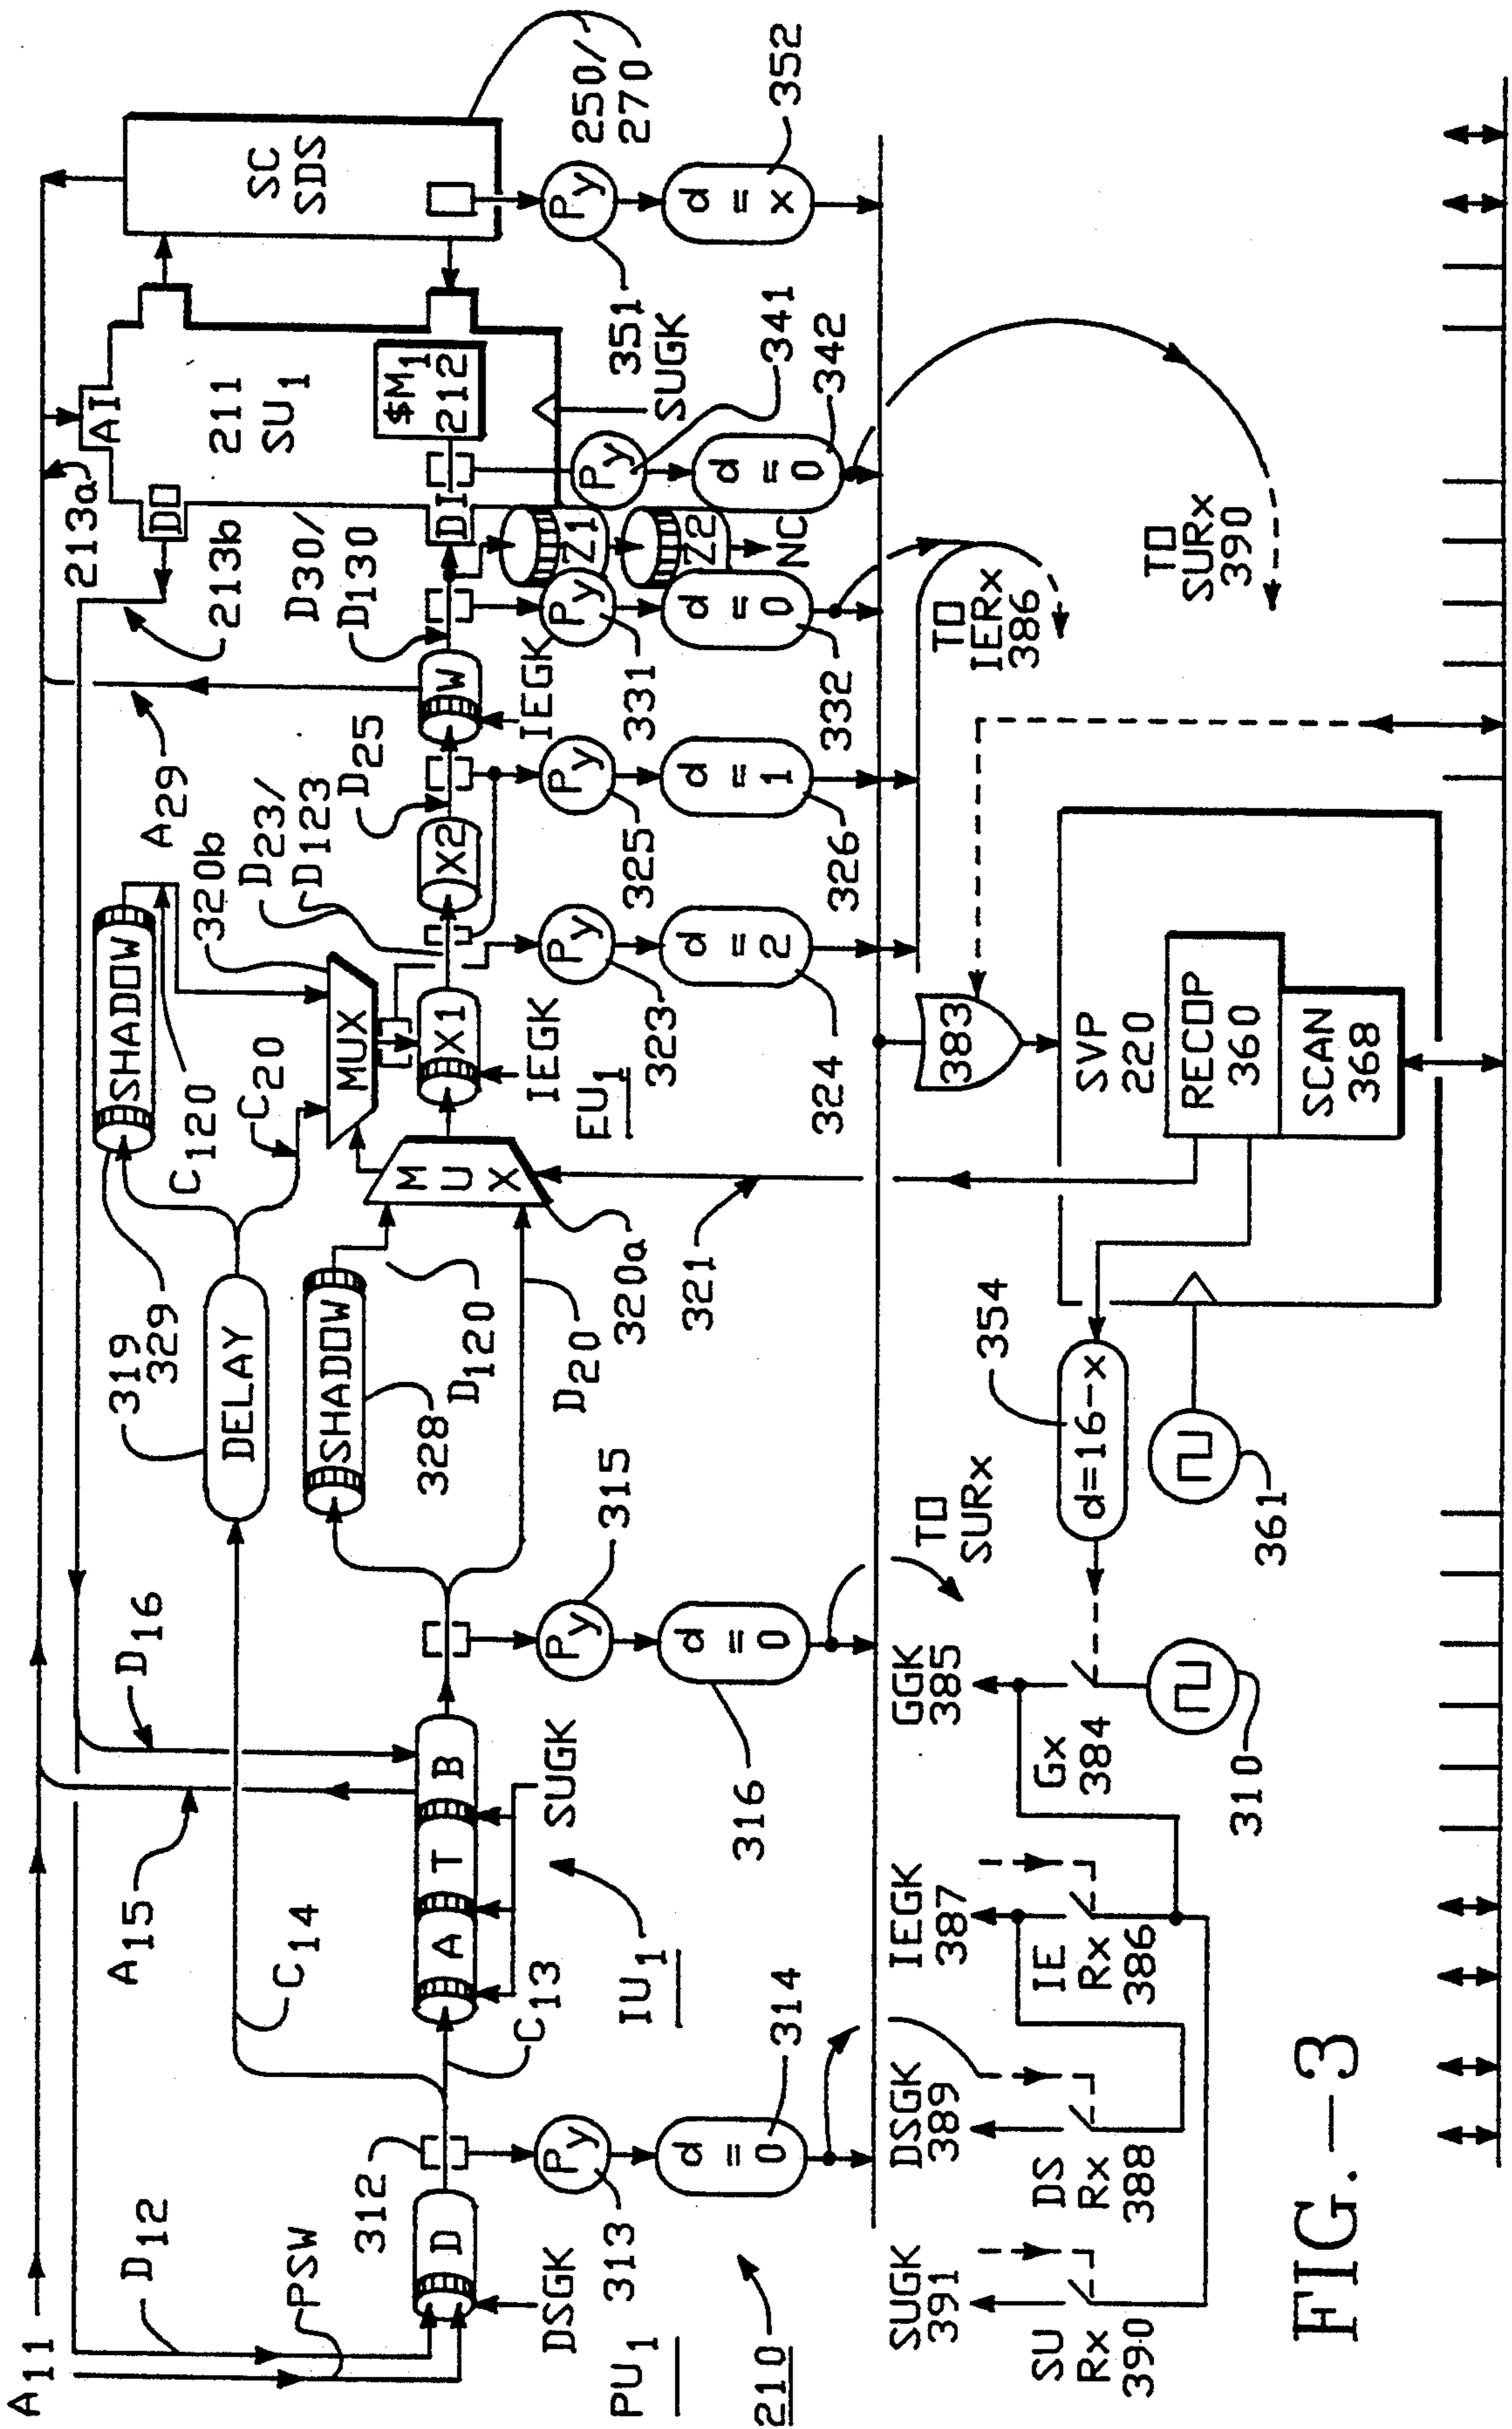 A11
D12
PSW
A15
C14
D16
319
329
DELAY
SHADOW
C120
C20
320b
MUX
A29
213b
213a
DO
AI
211
SU1
$M1
212
DI
SC
SDS
250/
270
DSGK
D
312
C13
A
T
B
SUGK
IU1
SHADOW
328
D120
D20
MUX
320a
321
X1
IEGK
EU1
D23/
D123
X2
D25
W
IEGK
D30/
D130
Z1
Z2
NC
SUGK
PU1
210
Py
313
d
=
0
314
Py
315
d
=
0
316
Py
323
d
=
2
324
Py
325
d
=
1
326
Py
331
d
=
0
332
Py
341
d
=
0
342
Py
351
d
=
x
352
SUGK
391
SU
Rx
390
DSGK
389
DS
Rx
388
IEGK
387
IE
Rx
386
GGK
385
Gx
384
310
TO
SURx
354
d=16-x
361
383
SVP
220
RECOP
360
SCAN
368
TO
IERx
386
TO
SURx
390
FIG.-3